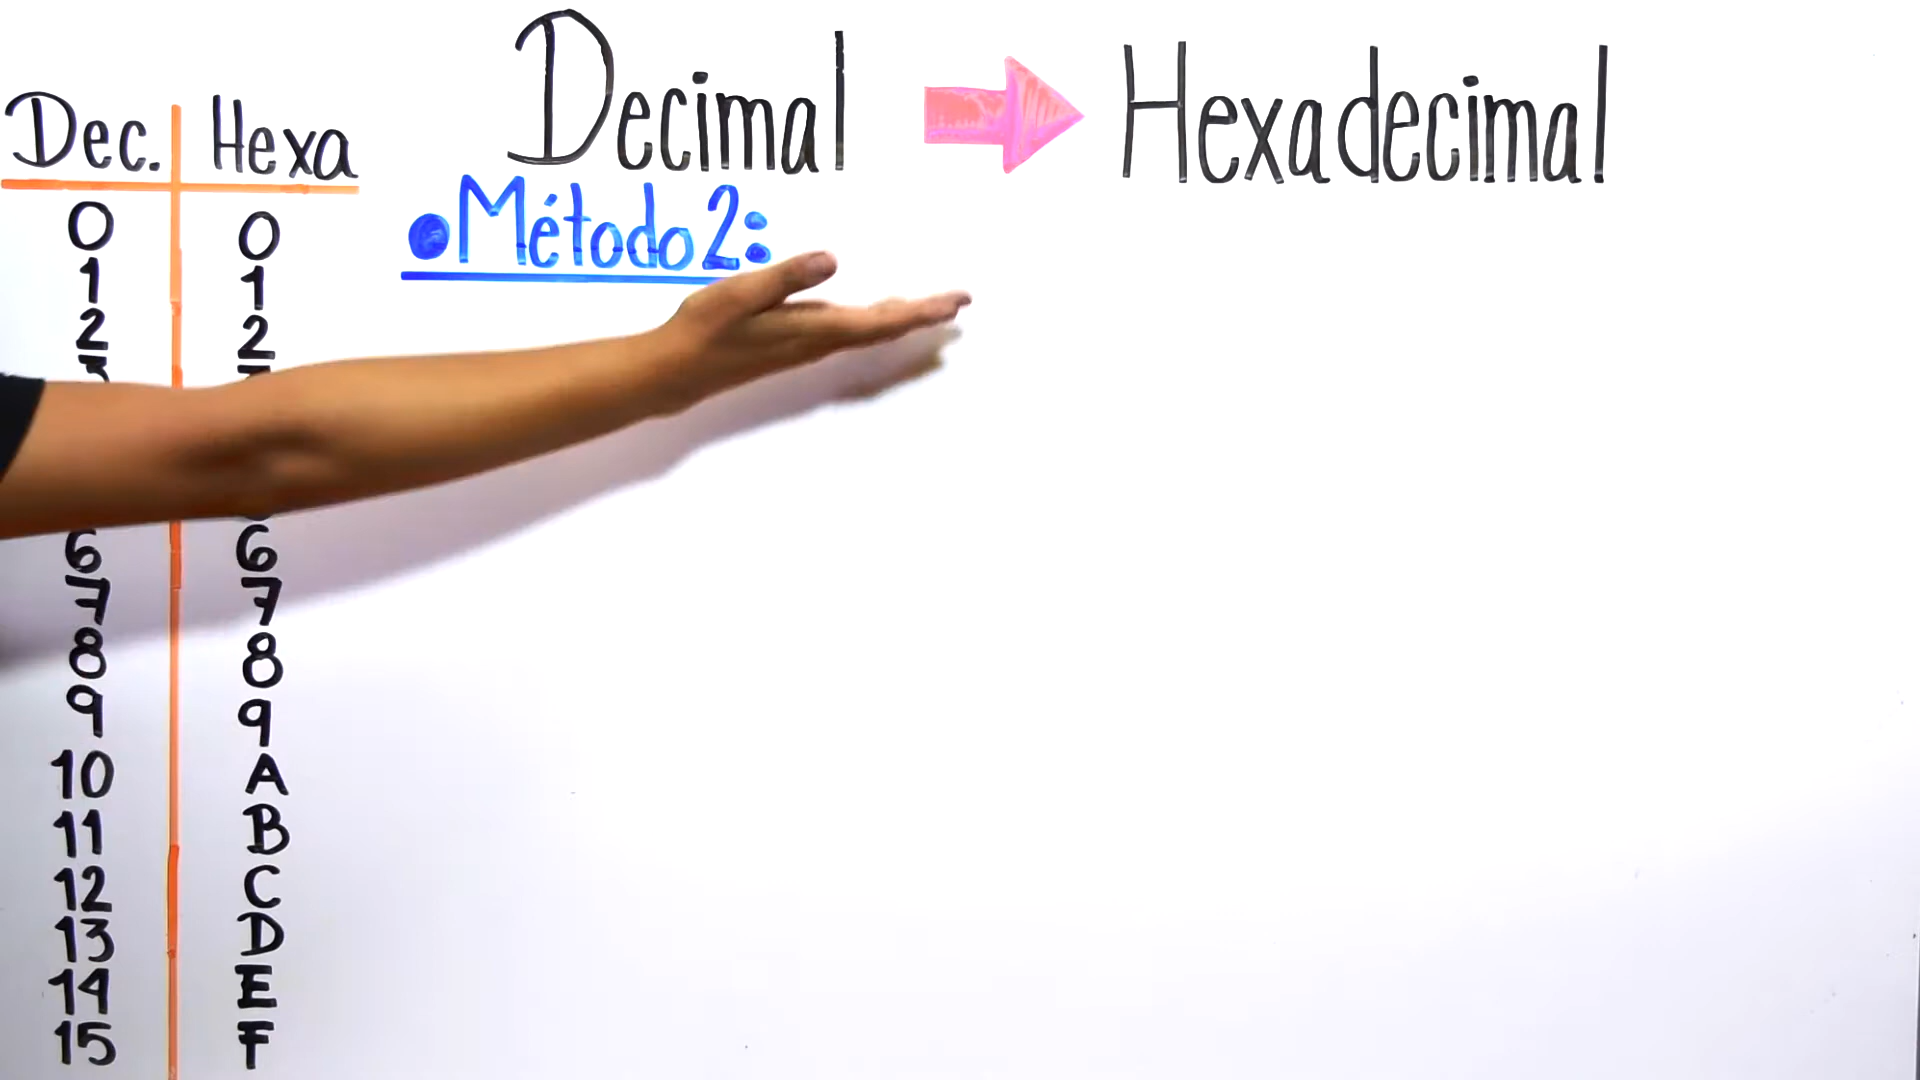 Decimal Hexadecimal
Método 2:
Dec. Hexa
0 0
1 1
2 2
6 6
7 7
8 8
9 9
10 A
11 B
12 C
13 D
14 E
15 F